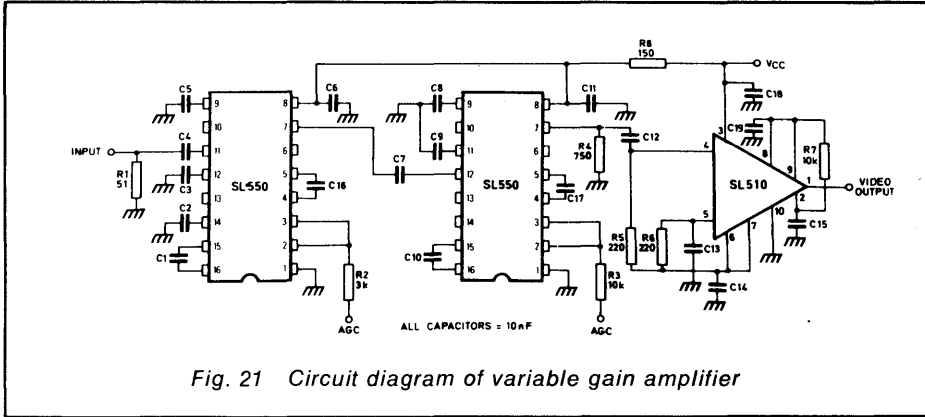 R8
150
VCC
C5
9
8
C6
C8
9
8
C11
C18
10
7
10
7
C12
C19
3
INPUT
C4
11
6
C9
11
6
R4
750
4
8
9
R7
10k
R1
51
C3
12
SL550
5
C7
12
SL550
5
SL510
1
VIDEO
OUTPUT
13
4
C16
13
4
C17
5
10
2
C2
14
3
14
3
R5
220
R6
220
C13
6
7
C15
C1
15
2
C10
15
2
C14
16
1
16
1
R2
3k
R3
10k
AGC
ALL CAPACITORS = 10nF
AGC
Fig. 21 Circuit diagram of variable gain amplifier